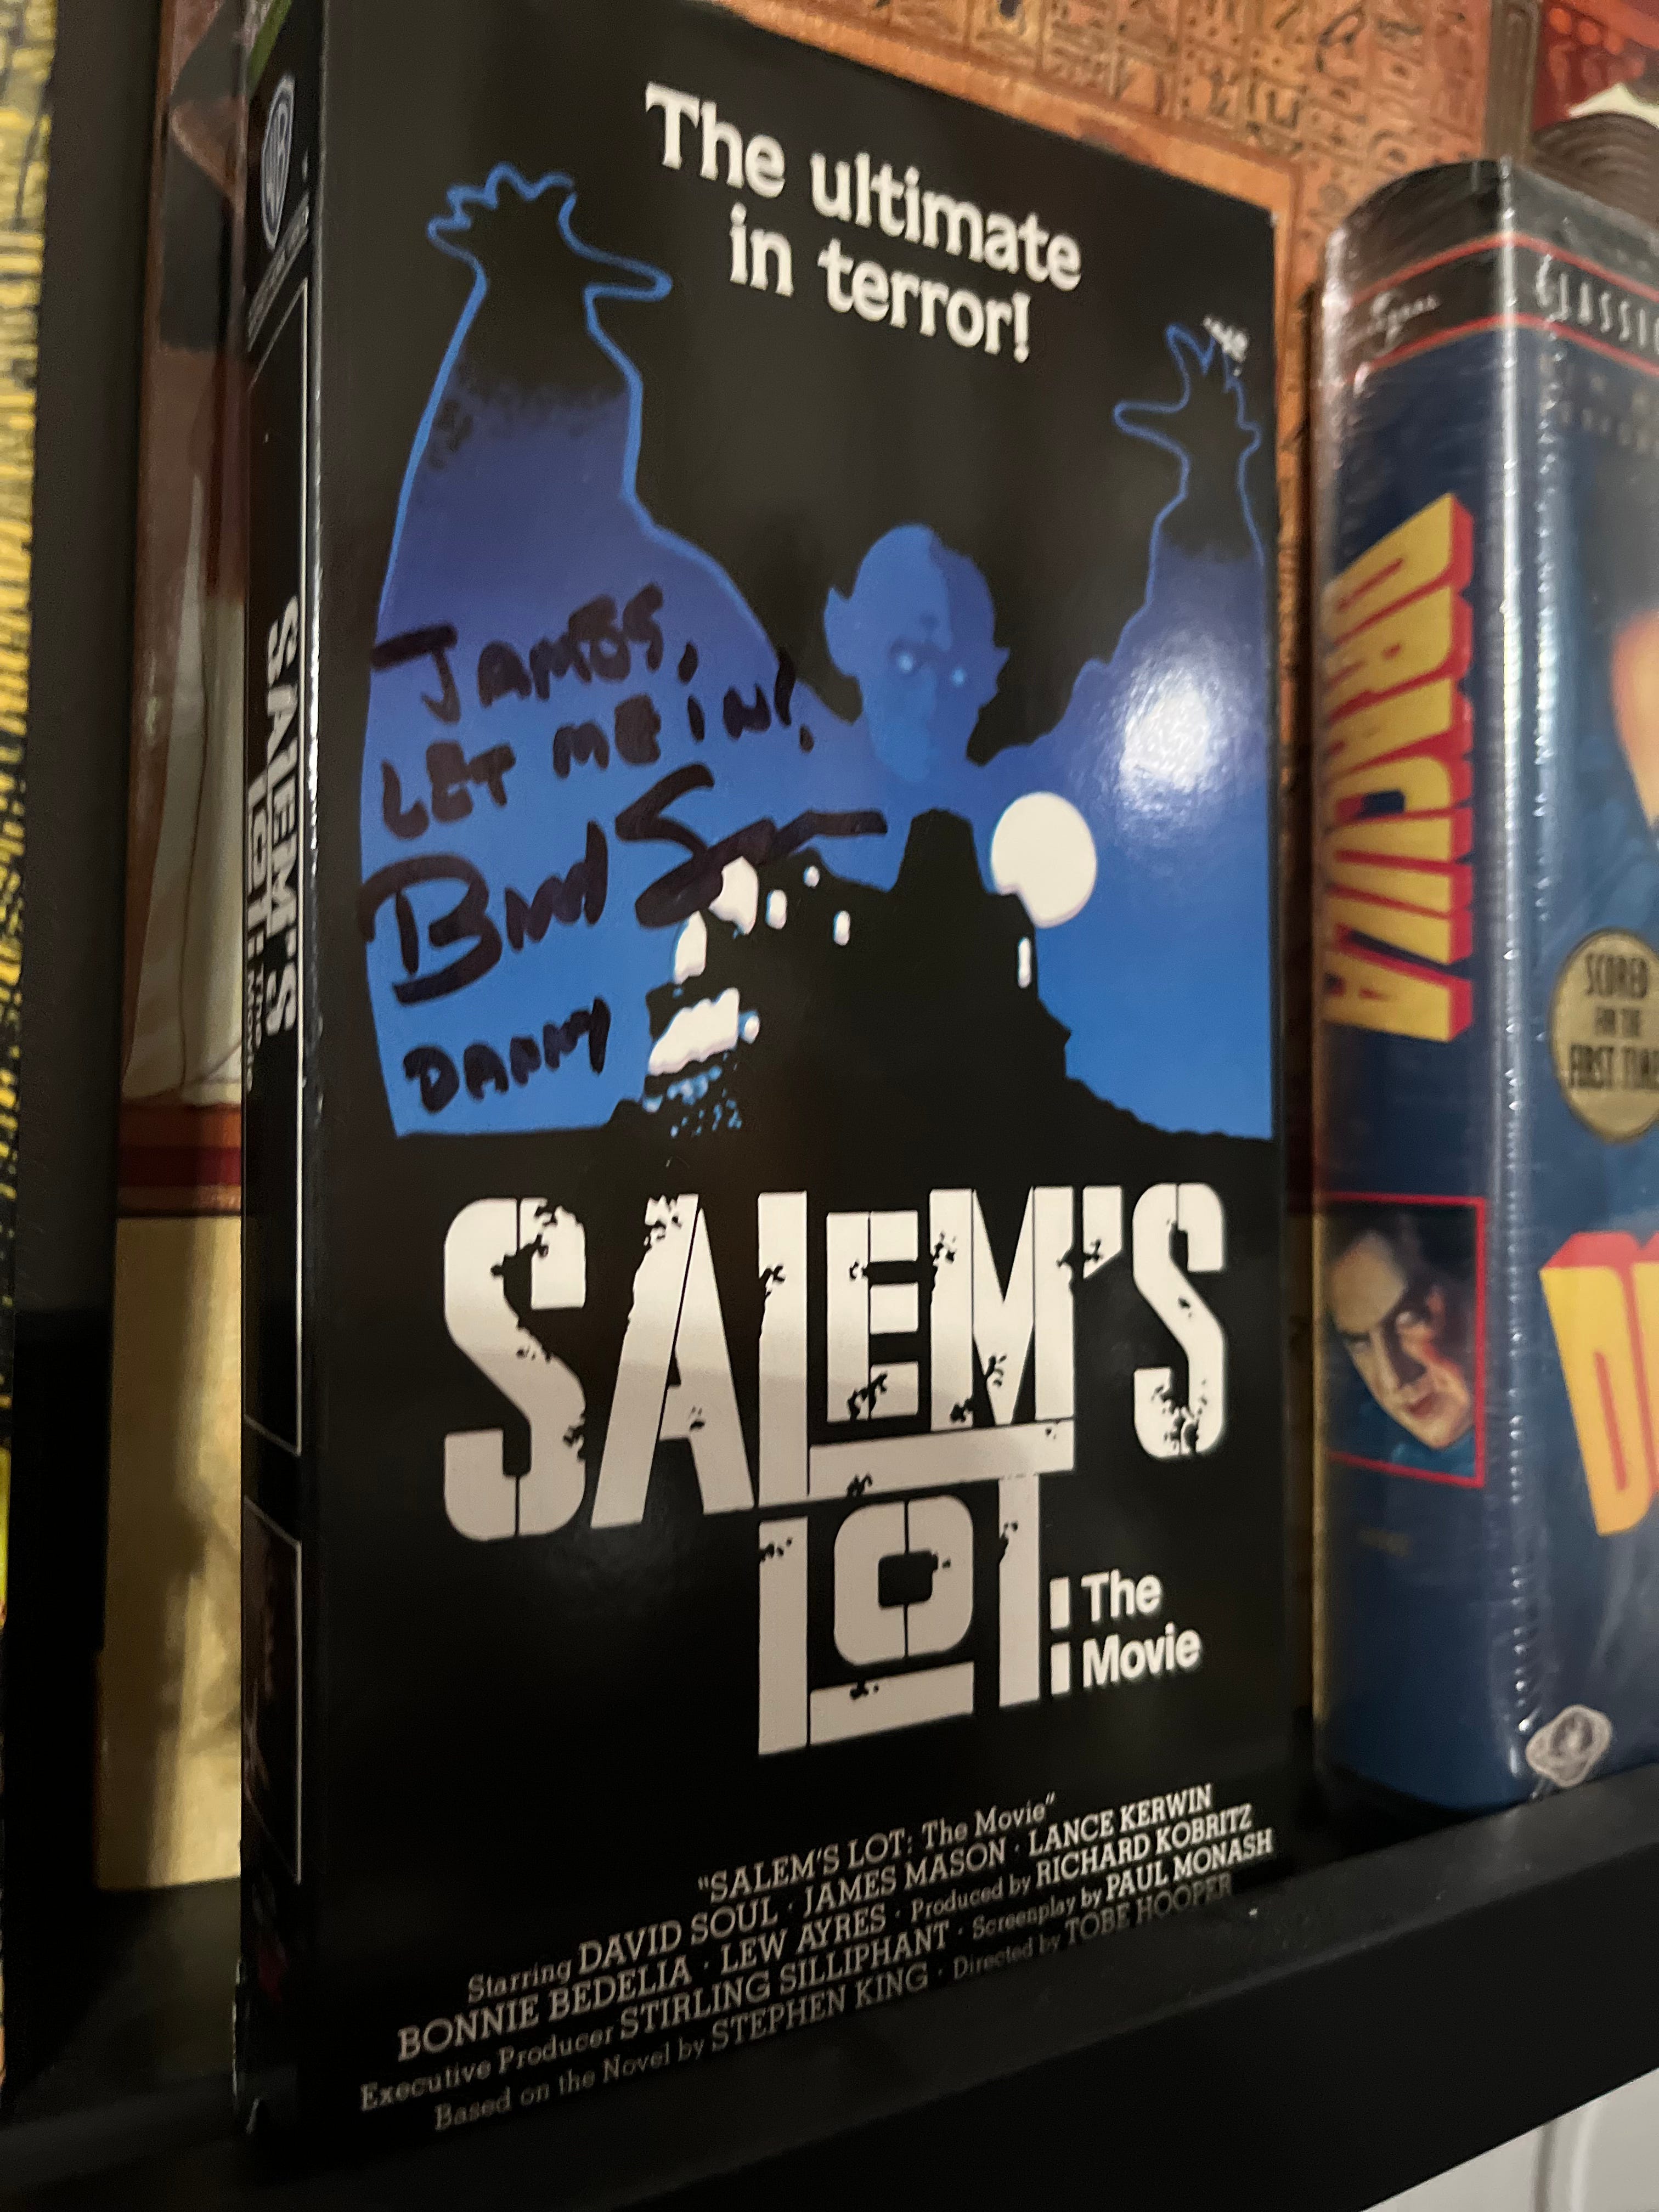 The ultimate
in terror!
JAMES,
LET ME IN!
DANNY
SALEM'S
LOT: The
Movie
"SALEM'S LOT: The Movie"
Starring DAVID SOUL · JAMES MASON · LANCE KERWIN
BONNIE BEDELIA · LEW AYRES · Produced by RICHARD KOBRITZ
Executive Producer STIRLING SILLIPHANT · Screenplay by PAUL MONASH
Based on the Novel by STEPHEN KING · Directed by TOBE HOOPER
SALEM'S
LOT: THE MOVIE
DRACULA
SCORED
FOR THE
FIRST TIME